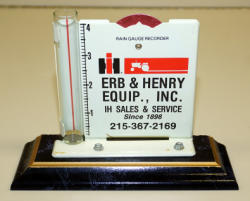 RAIN GAUGE RECORDER
4
3
2
1
IH
ERB & HENRY
EQUIP., INC.
IH SALES & SERVICE
Since 1898
215-367-2169